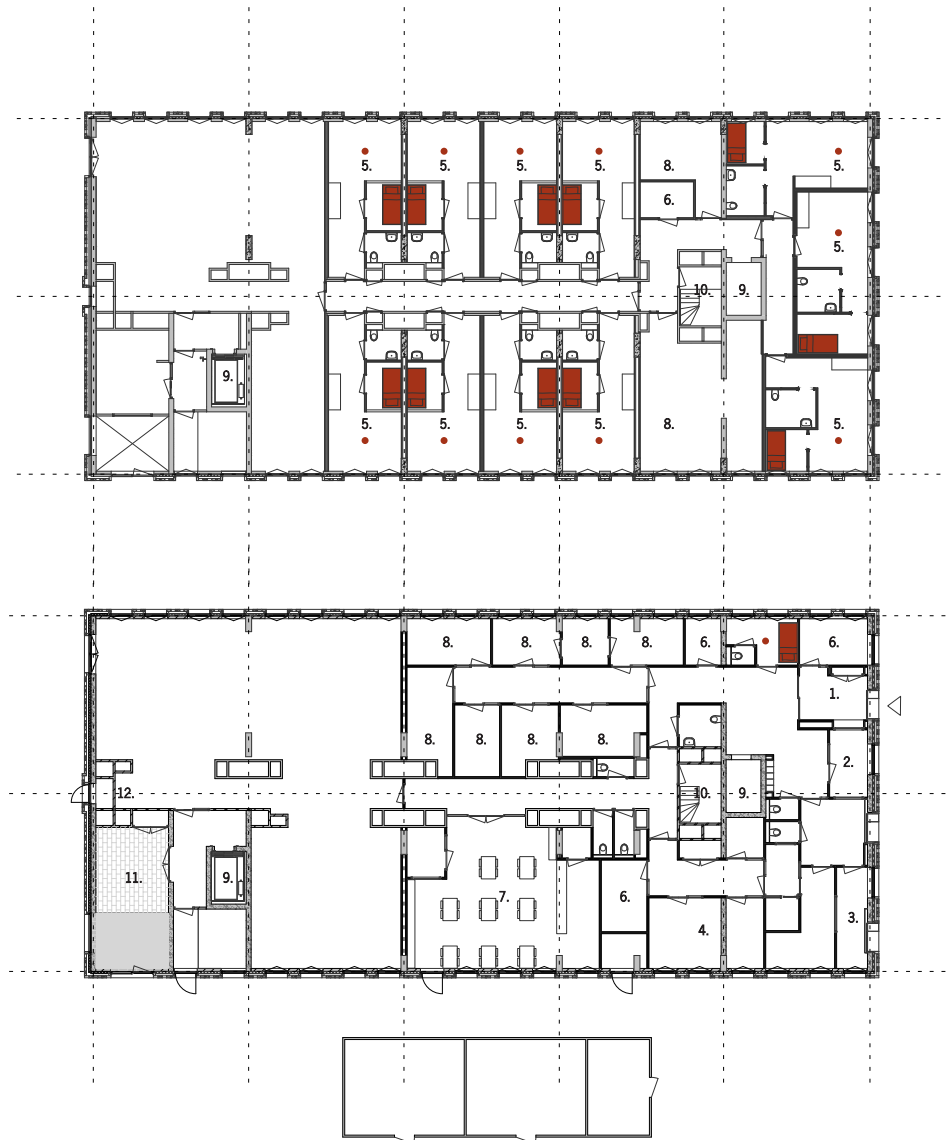 5. 5. 5. 5. 8. 5.
6.
5.
10. 9.
9.
5. 5. 5. 5. 8. 5.
8. 8. 8. 8. 6. 6.
1.
8. 8. 8. 8.
2.
12. 10. 9.
11. 9.
7. 6.
3.
4.